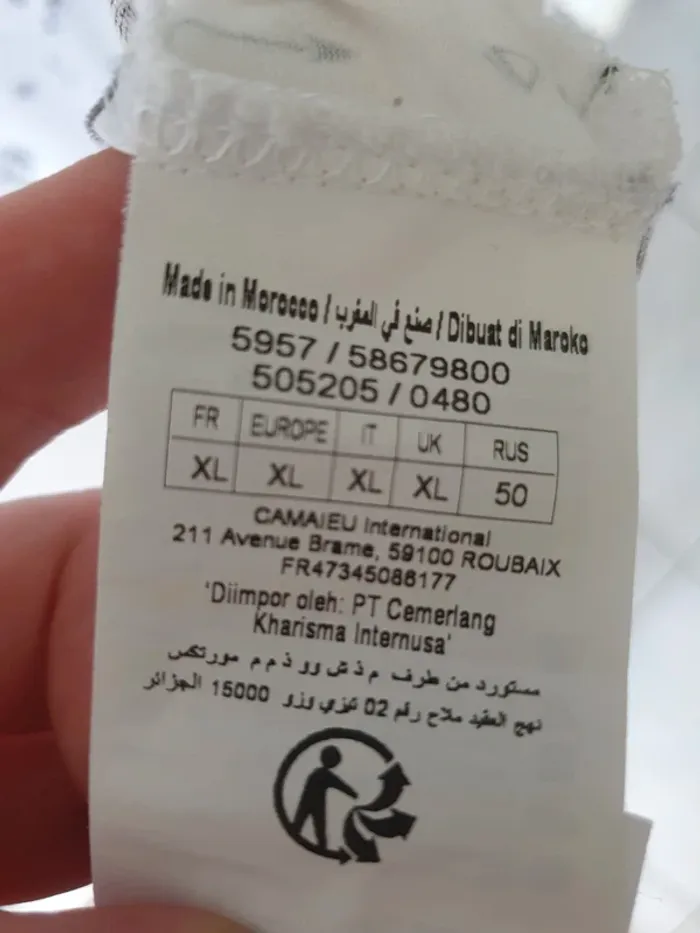 Made in Morocco / صنع في المغرب / Dibuat di Maroko
5957 / 58679800
505205 / 0480
FR EUROPE IT UK RUS
XL XL XL XL 50
CAMAIEU International
211 Avenue Brame, 59100 ROUBAIX
FR47345086177
'Diimpor oleh: PT Cemerlang
Kharisma Internusa'
مستورد من طرف م ذ ش وو ذ م م مورتكس
نهج العقيد ملاح رقم 02 تيزي وزو 15000 الجزائر